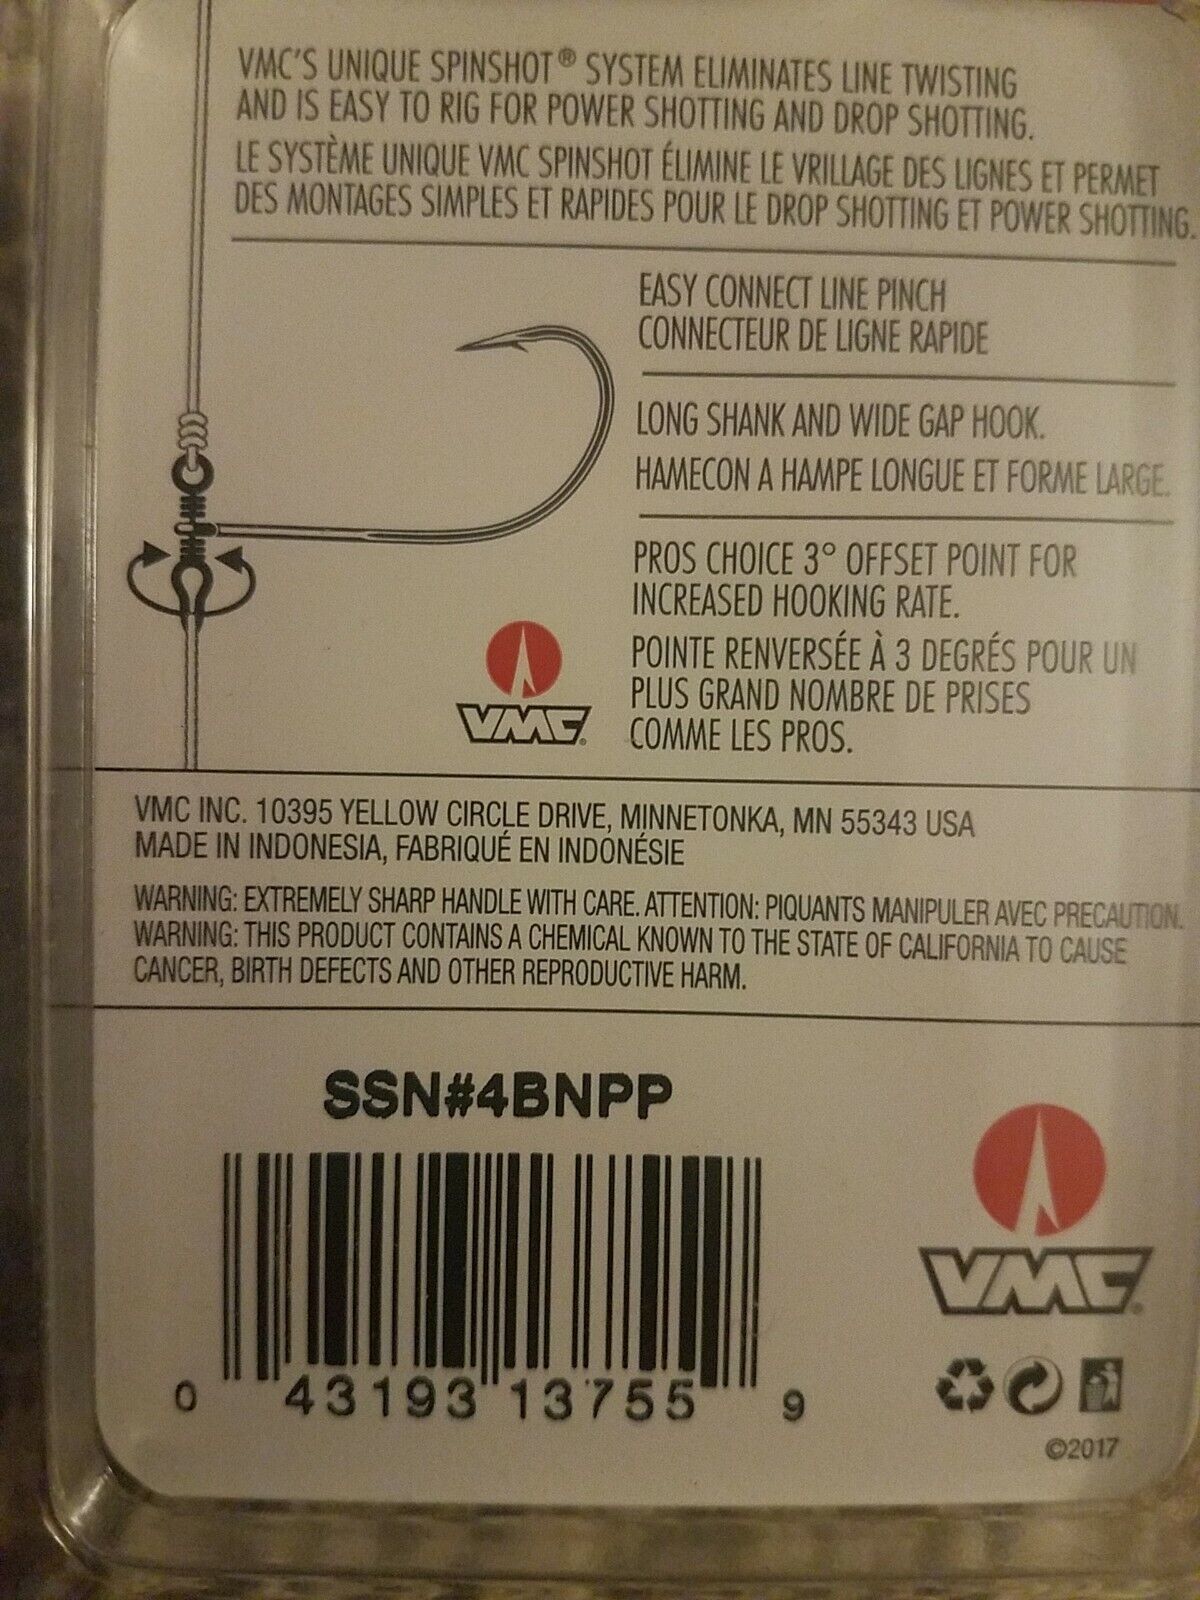 VMC'S UNIQUE SPINSHOT® SYSTEM ELIMINATES LINE TWISTING
AND IS EASY TO RIG FOR POWER SHOTTING AND DROP SHOTTING.
LE SYSTÈME UNIQUE VMC SPINSHOT ÉLIMINE LE VRILLAGE DES LIGNES ET PERMET
DES MONTAGES SIMPLES ET RAPIDES POUR LE DROP SHOTTING ET POWER SHOTTING.
EASY CONNECT LINE PINCH
CONNECTEUR DE LIGNE RAPIDE
LONG SHANK AND WIDE GAP HOOK.
HAMECON A HAMPE LONGUE ET FORME LARGE.
PROS CHOICE 3° OFFSET POINT FOR
INCREASED HOOKING RATE.
POINTE RENVERSÉE À 3 DEGRÉS POUR UN
PLUS GRAND NOMBRE DE PRISES
COMME LES PROS.
VMC®
VMC INC. 10395 YELLOW CIRCLE DRIVE, MINNETONKA, MN 55343 USA
MADE IN INDONESIA, FABRIQUÉ EN INDONÉSIE
WARNING: EXTREMELY SHARP HANDLE WITH CARE. ATTENTION: PIQUANTS MANIPULER AVEC PRECAUTION.
WARNING: THIS PRODUCT CONTAINS A CHEMICAL KNOWN TO THE STATE OF CALIFORNIA TO CAUSE
CANCER, BIRTH DEFECTS AND OTHER REPRODUCTIVE HARM.
SSN#4BNPP
0 43193 13755 9
VMC®
©2017